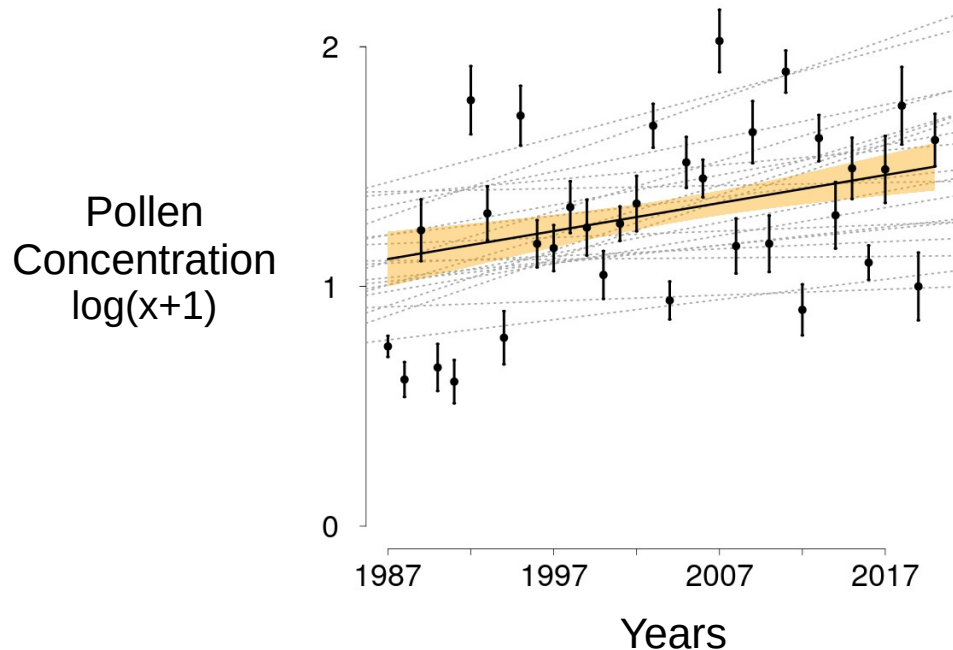 2
Pollen
Concentration
log(x+1)
1
0
1987 1997 2007 2017
Years